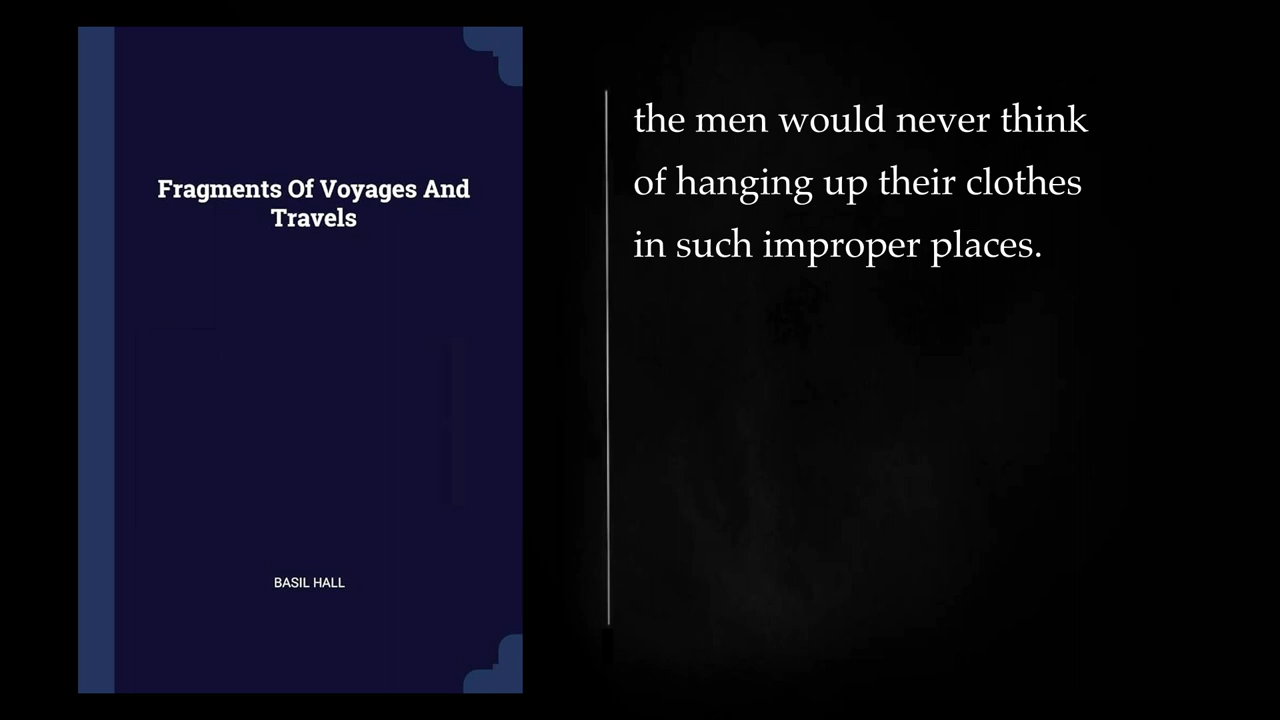 Fragments Of Voyages And
Travels
BASIL HALL
the men would never think
of hanging up their clothes
in such improper places.